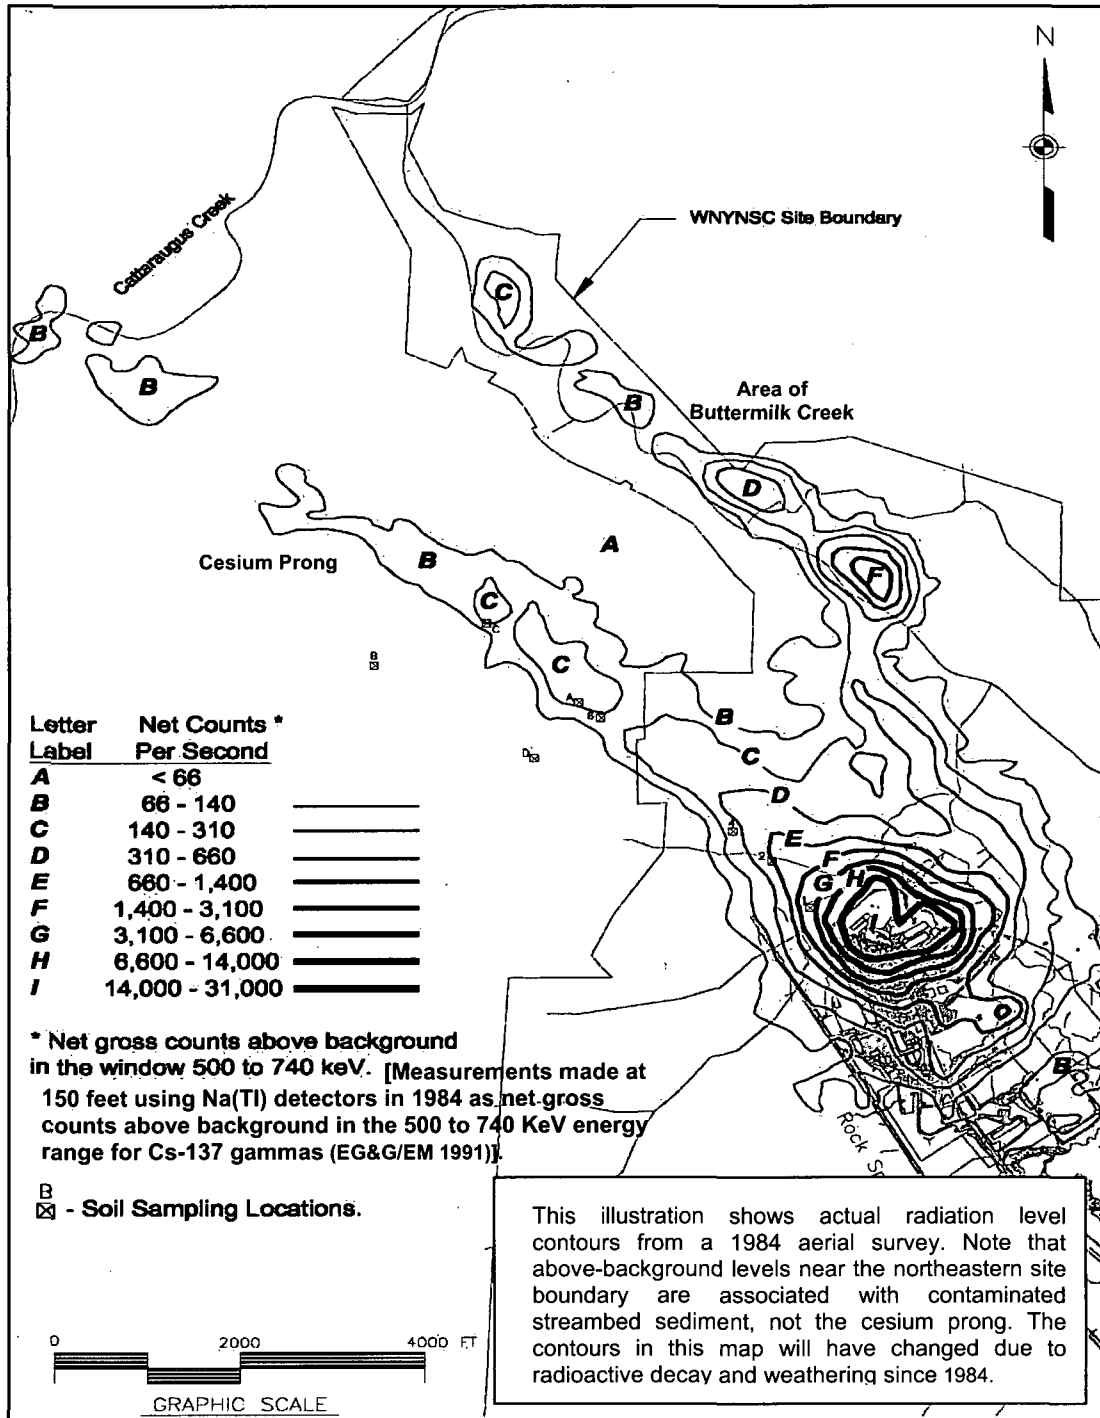 N
WNYNSC Site Boundary
Cattaraugus Creek
C
B
B
B
Area of
Buttermilk Creek
D
A
F
Cesium Prong
B
C
C
B
C
A
B
D
B
C
D
E
F
G
H
I
2
B
Letter Net Counts *
Label Per Second
A < 66
B 66 - 140
C 140 - 310
D 310 - 660
E 660 - 1,400
F 1,400 - 3,100
G 3,100 - 6,600
H 6,600 - 14,000
I 14,000 - 31,000
* Net gross counts above background
in the window 500 to 740 keV. [Measurements made at
150 feet using Na(Tl) detectors in 1984 as net gross
counts above background in the 500 to 740 KeV energy
range for Cs-137 gammas (EG&G/EM 1991)].
Rock
B
- Soil Sampling Locations.
This illustration shows actual radiation level
contours from a 1984 aerial survey. Note that
above-background levels near the northeastern site
boundary are associated with contaminated
streambed sediment, not the cesium prong. The
contours in this map will have changed due to
radioactive decay and weathering since 1984.
0 2000 4000 FT
GRAPHIC SCALE